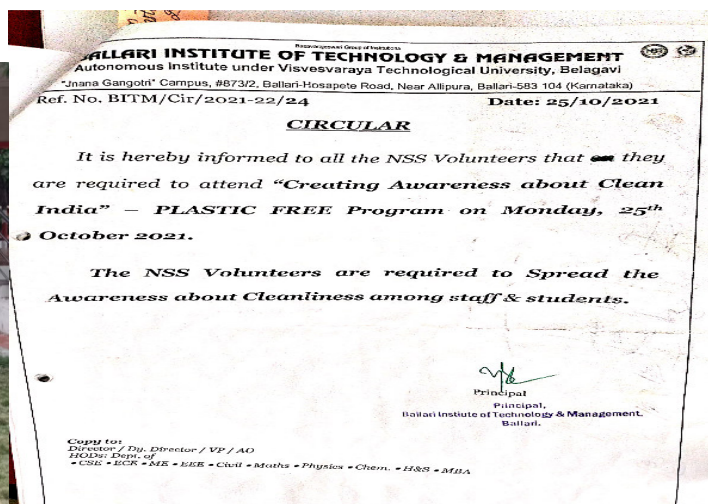 Basavarajeswari Group of Institutions
BALLARI INSTITUTE OF TECHNOLOGY & MANAGEMENT
Autonomous Institute under Visvesvaraya Technological University, Belagavi
"Jnana Gangotri" Campus, #873/2, Ballari-Hosapete Road, Near Allipura, Ballari-583 104 (Karnataka)
Ref. No. BITM/Cir/2021-22/24 Date: 25/10/2021
CIRCULAR
It is hereby informed to all the NSS Volunteers that they
are required to attend "Creating Awareness about Clean
India" – PLASTIC FREE Program on Monday, 25th
October 2021.
The NSS Volunteers are required to Spread the
Awareness about Cleanliness among staff & students.
Principal
Principal,
Ballari Instiute of Technology & Management,
Ballari.
Copy to:
Director / Dy. Director / VP / AO
HODs: Dept. of
• CSE • ECE • ME • EEE • Civil • Maths • Physics • Chem. • H&S • MBA